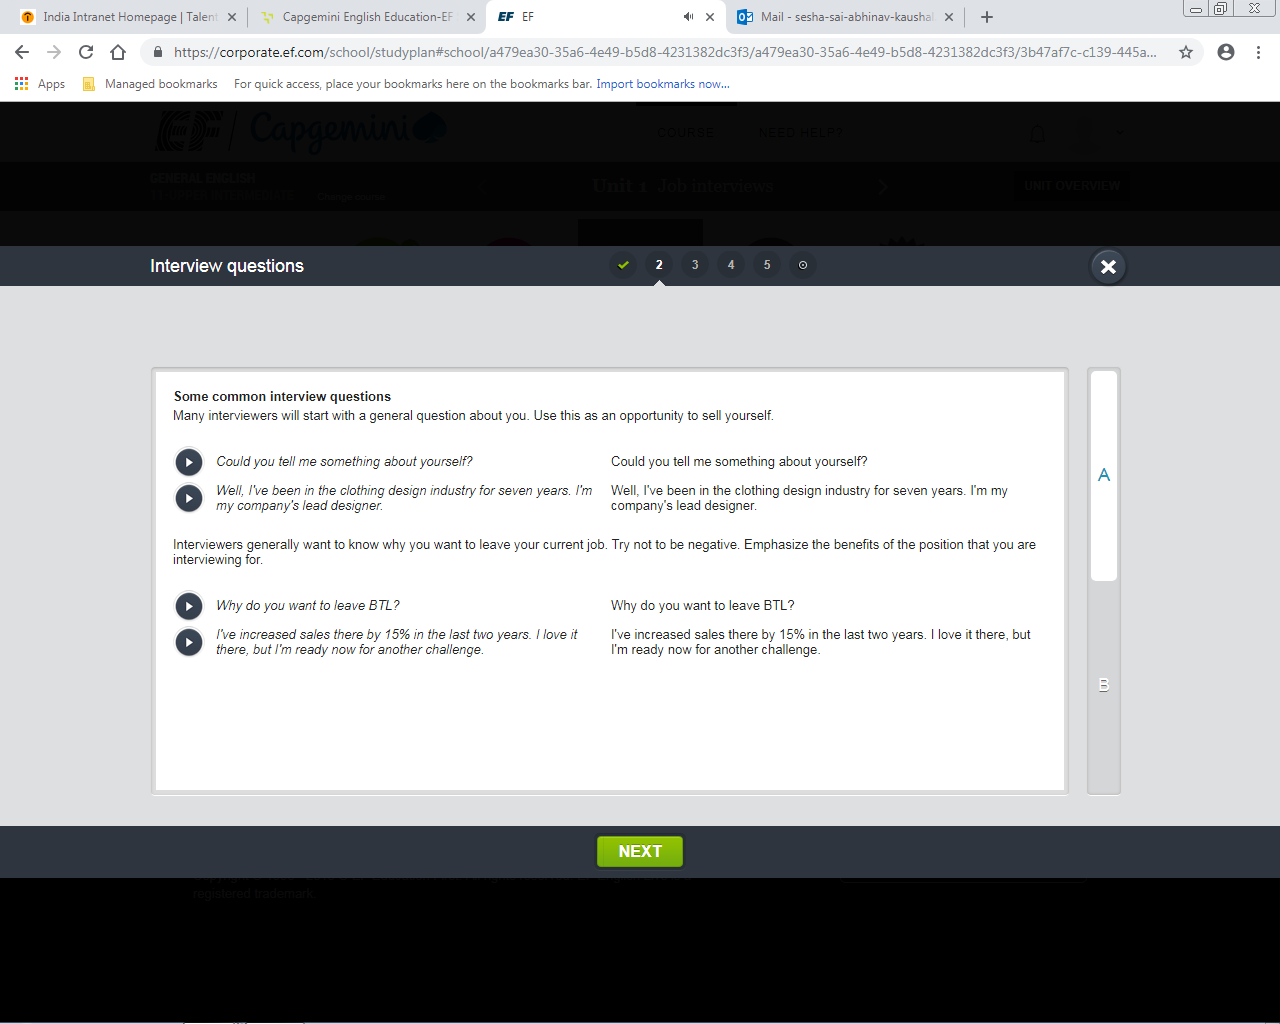 India Intranet Homepage | Talent
Capgemini English Education-EF
EF EF
Mail - sesha-sai-abhinav-kaushal
https://corporate.ef.com/school/studyplan#school/a479ea30-35a6-4e49-b5d8-4231382dc3f3/a479ea30-35a6-4e49-b5d8-4231382dc3f3/3b47af7c-c139-445a...
Apps Managed bookmarks For quick access, place your bookmarks here on the bookmarks bar. Import bookmarks now...
EF Capgemini COURSE NEED HELP?
GENERAL ENGLISH
Unit 1 Job interviews UNIT OVERVIEW
Interview questions 2 3 4 5
Some common interview questions
Many interviewers will start with a general question about you. Use this as an opportunity to sell yourself.
Could you tell me something about yourself? Could you tell me something about yourself?
Well, I've been in the clothing design industry for seven years. I'm Well, I've been in the clothing design industry for seven years. I'm my
my company's lead designer. company's lead designer.
A
Interviewers generally want to know why you want to leave your current job. Try not to be negative. Emphasize the benefits of the position that you are
interviewing for.
Why do you want to leave BTL? Why do you want to leave BTL?
I've increased sales there by 15% in the last two years. I love it I've increased sales there by 15% in the last two years. I love it there, but
there, but I'm ready now for another challenge. I'm ready now for another challenge.
B
NEXT
registered trademark